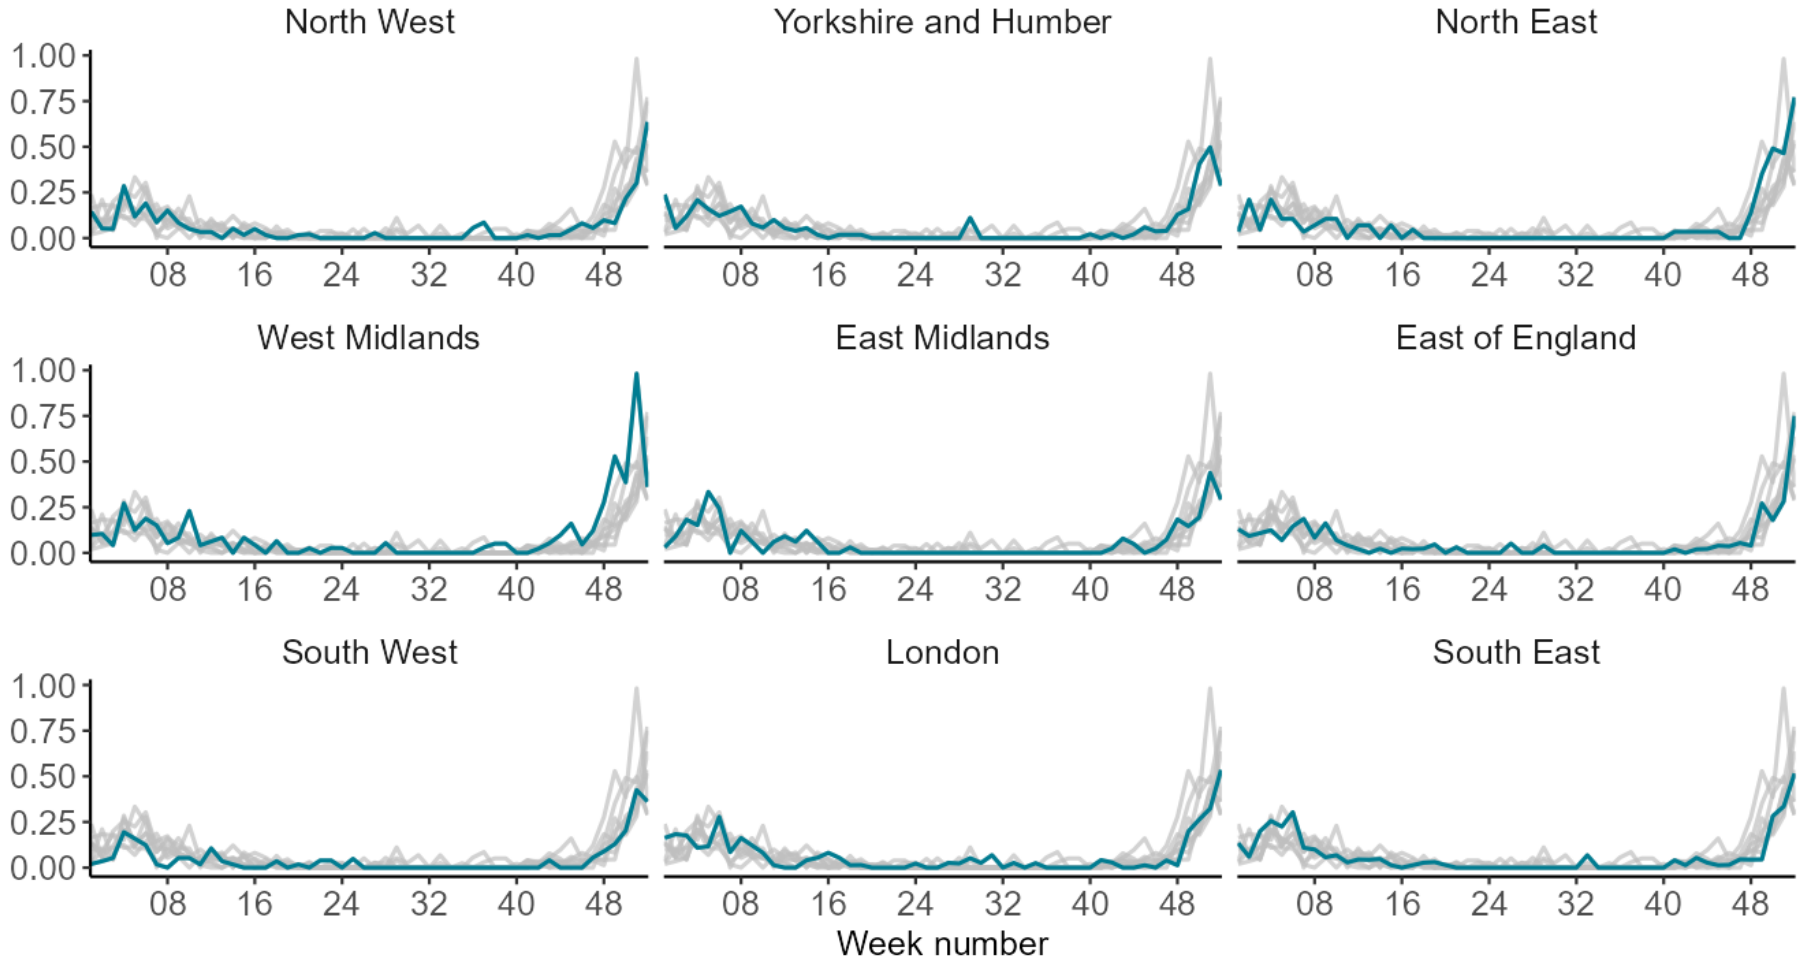 North West Yorkshire and Humber North East
1.00
0.75
0.50
0.25
0.00
08 16 24 32 40 48 08 16 24 32 40 48 08 16 24 32 40 48
West Midlands East Midlands East of England
1.00
0.75
0.50
0.25
0.00
08 16 24 32 40 48 08 16 24 32 40 48 08 16 24 32 40 48
South West London South East
1.00
0.75
0.50
0.25
0.00
08 16 24 32 40 48 08 16 24 32 40 48 08 16 24 32 40 48
Week number